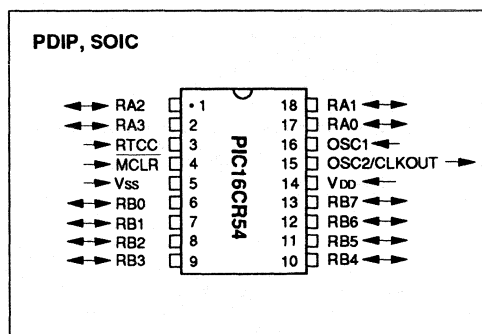 PDIP, SOIC
RA2 1 18 RA1
RA3 2 17 RA0
RTCC 3 16 OSC1
MCLR 4 15 OSC2/CLKOUT
VSS 5 14 VDD
RB0 6 13 RB7
RB1 7 12 RB6
RB2 8 11 RB5
RB3 9 10 RB4
PIC16CR54